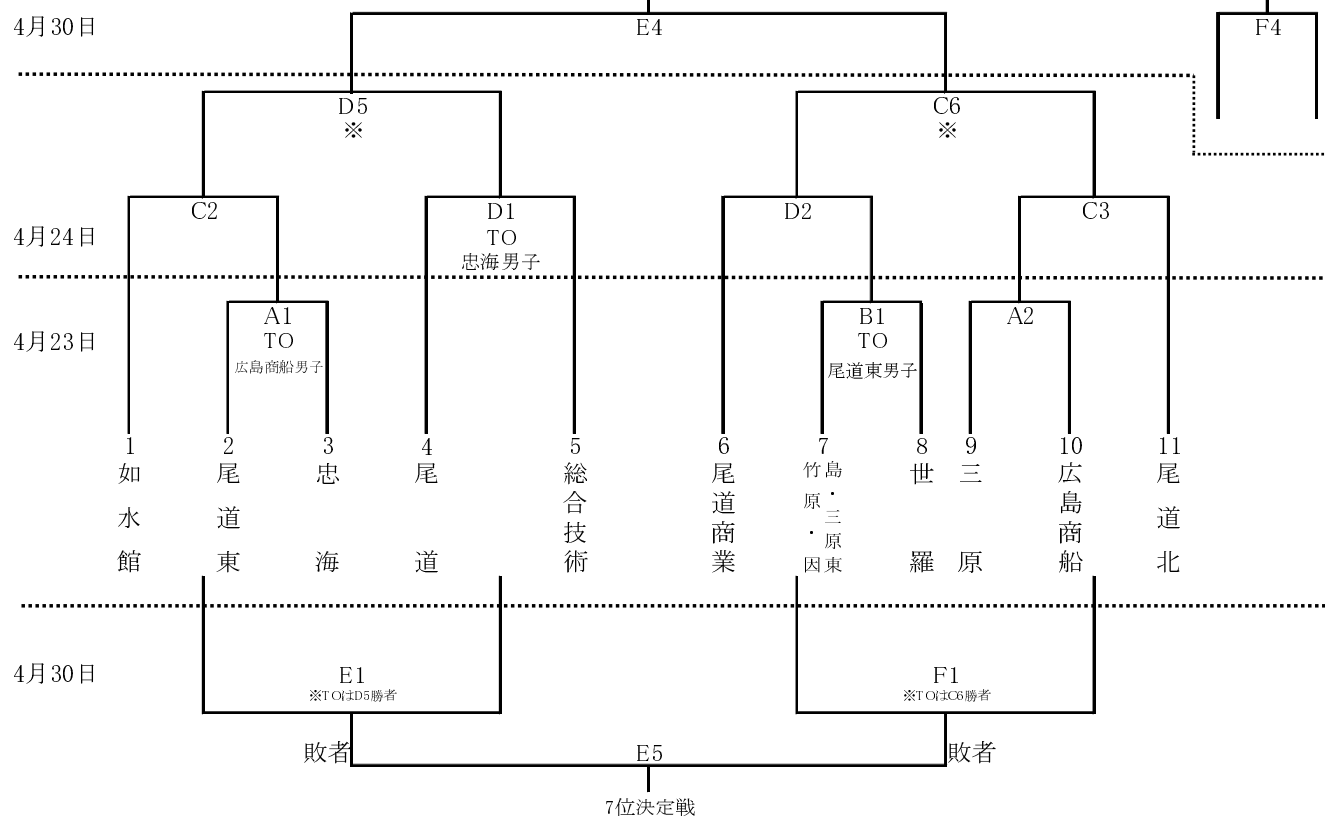 4月30日
E4
F4
D5
※
C6
※
C2
D1
TO
忠海男子
D2
C3
4月24日
A1
TO
広島商船男子
B1
TO
尾道東男子
A2
4月23日
1
2
3
4
5
6
7
8
9
10
11
如水館
尾道東
忠海
尾道
総合技術
尾道商業
竹原・因
島・三原東
世羅
三原
広島商船
尾道北
4月30日
E1
※TOはD5勝者
F1
※TOはC6勝者
敗者
E5
敗者
7位決定戦